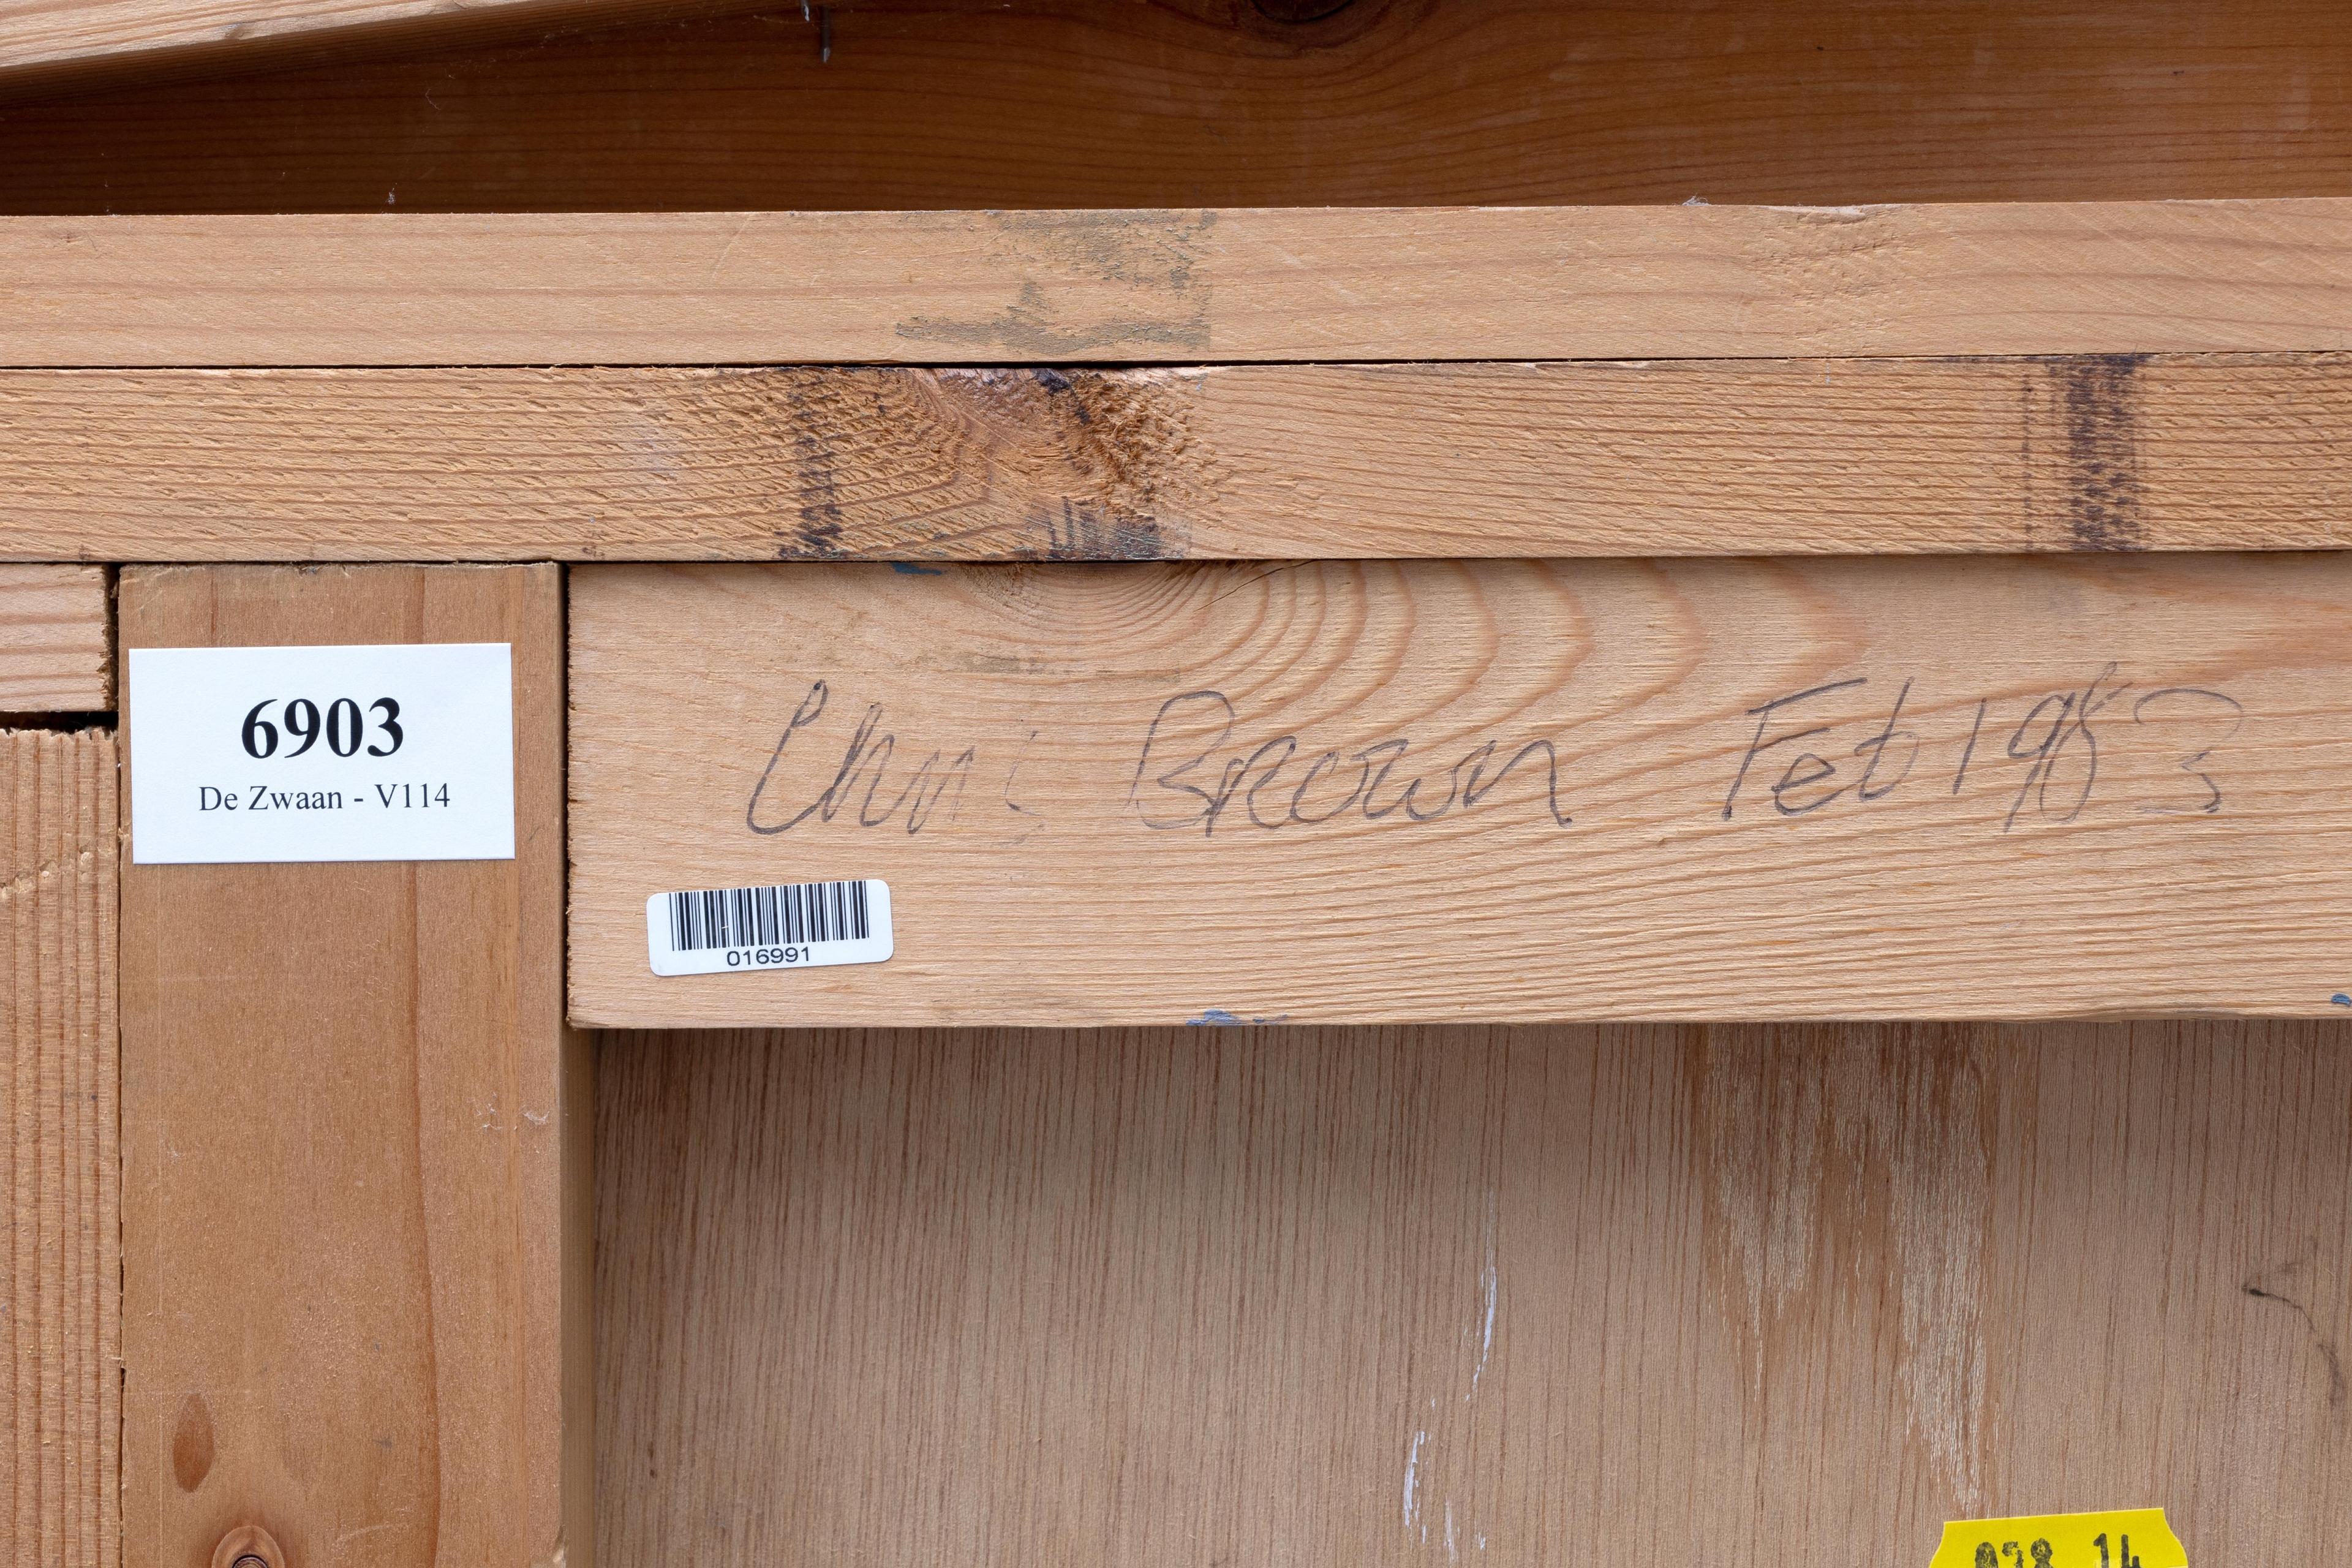 6903
De Zwaan - V114
Chris Brown Feb 1983
016991